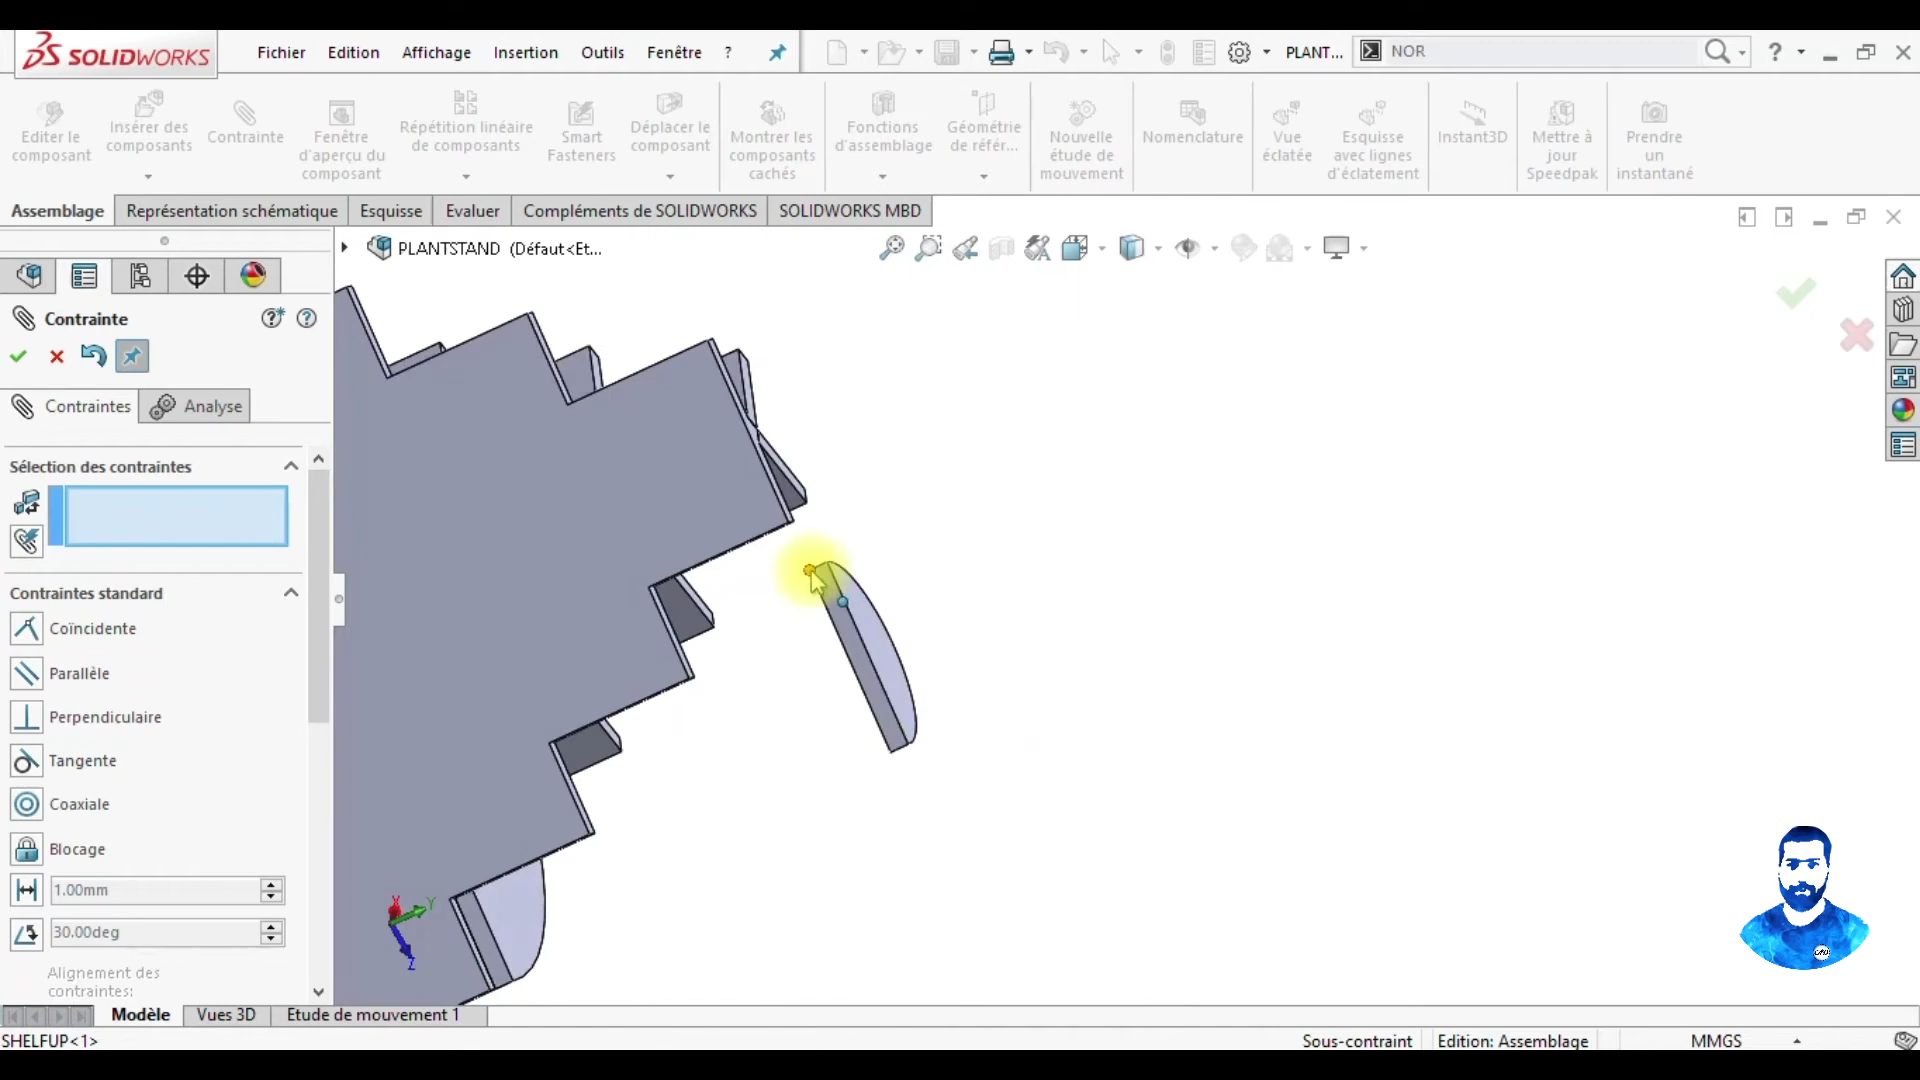 SOLIDWORKS
Fichier
Edition
Affichage
Insertion
Outils
Fenêtre
?
PLANT...
NOR
?
Editer le
composant
Insérer des
composants
Contrainte
Fenêtre
d'aperçu du
composant
Répétition linéaire
de composants
Smart
Fasteners
Déplacer le
composant
Montrer les
composants
cachés
Fonctions
d'assemblage
Géométrie
de référ...
Nouvelle
étude de
mouvement
Nomenclature
Vue
éclatée
Esquisse
avec lignes
d'éclatement
Instant3D
Mettre à
jour
Speedpak
Prendre
un
instantané
Assemblage
Représentation schématique
Esquisse
Evaluer
Compléments de SOLIDWORKS
SOLIDWORKS MBD
PLANTSTAND (Défaut<Et...
Contrainte
Contraintes
Analyse
Sélection des contraintes
Contraintes standard
Coïncidente
Parallèle
Perpendiculaire
Tangente
Coaxiale
Blocage
1.00mm
30.00deg
Alignement des
contraintes:
X
Y
Z
Modèle
Vues 3D
Etude de mouvement 1
SHELFUP<1>
Sous-contraint
Edition: Assemblage
MMGS